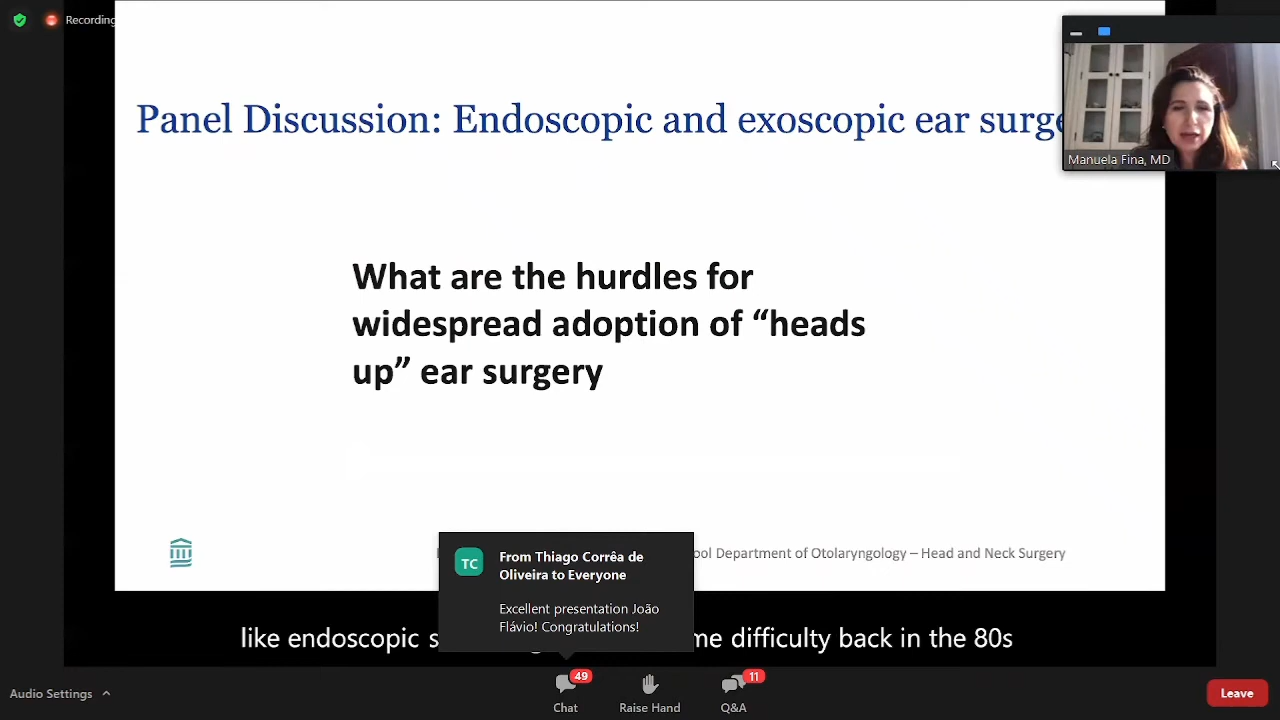 Recording
Panel Discussion: Endoscopic and exoscopic ear surge
Manuela Fina, MD
What are the hurdles for
widespread adoption of “heads
up” ear surgery
ool Department of Otolaryngology – Head and Neck Surgery
TC
From Thiago Corrêa de
Oliveira to Everyone
Excellent presentation João
Flávio! Congratulations!
like endoscopic difficulty back in the 80s
Audio Settings
49
Chat
Raise Hand
11
Q&A
Leave